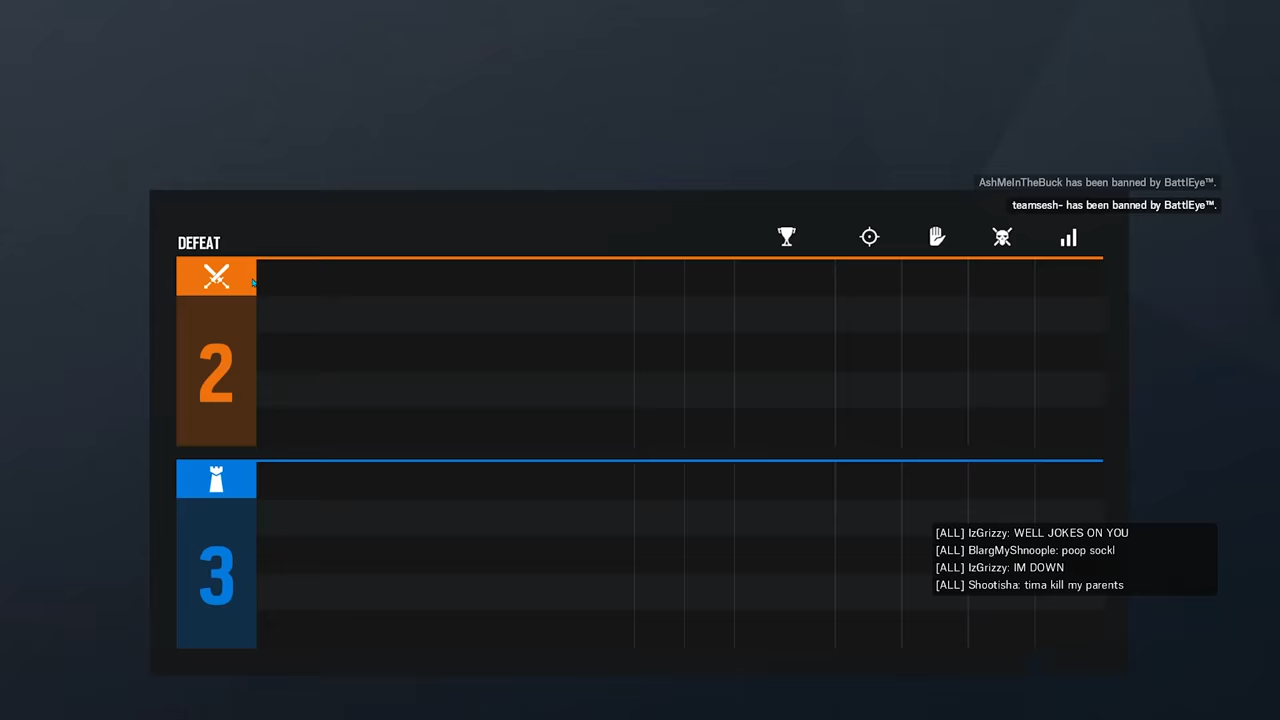 AshMeInTheBuck has been banned by BattlEye™.
teamsesh- has been banned by BattlEye™.
DEFEAT
2
3
[ALL] IzGrizzy: WELL JOKES ON YOU
[ALL] BlargMyShnoople: poop sockl
[ALL] IzGrizzy: IM DOWN
[ALL] Shootisha: tima kill my parents